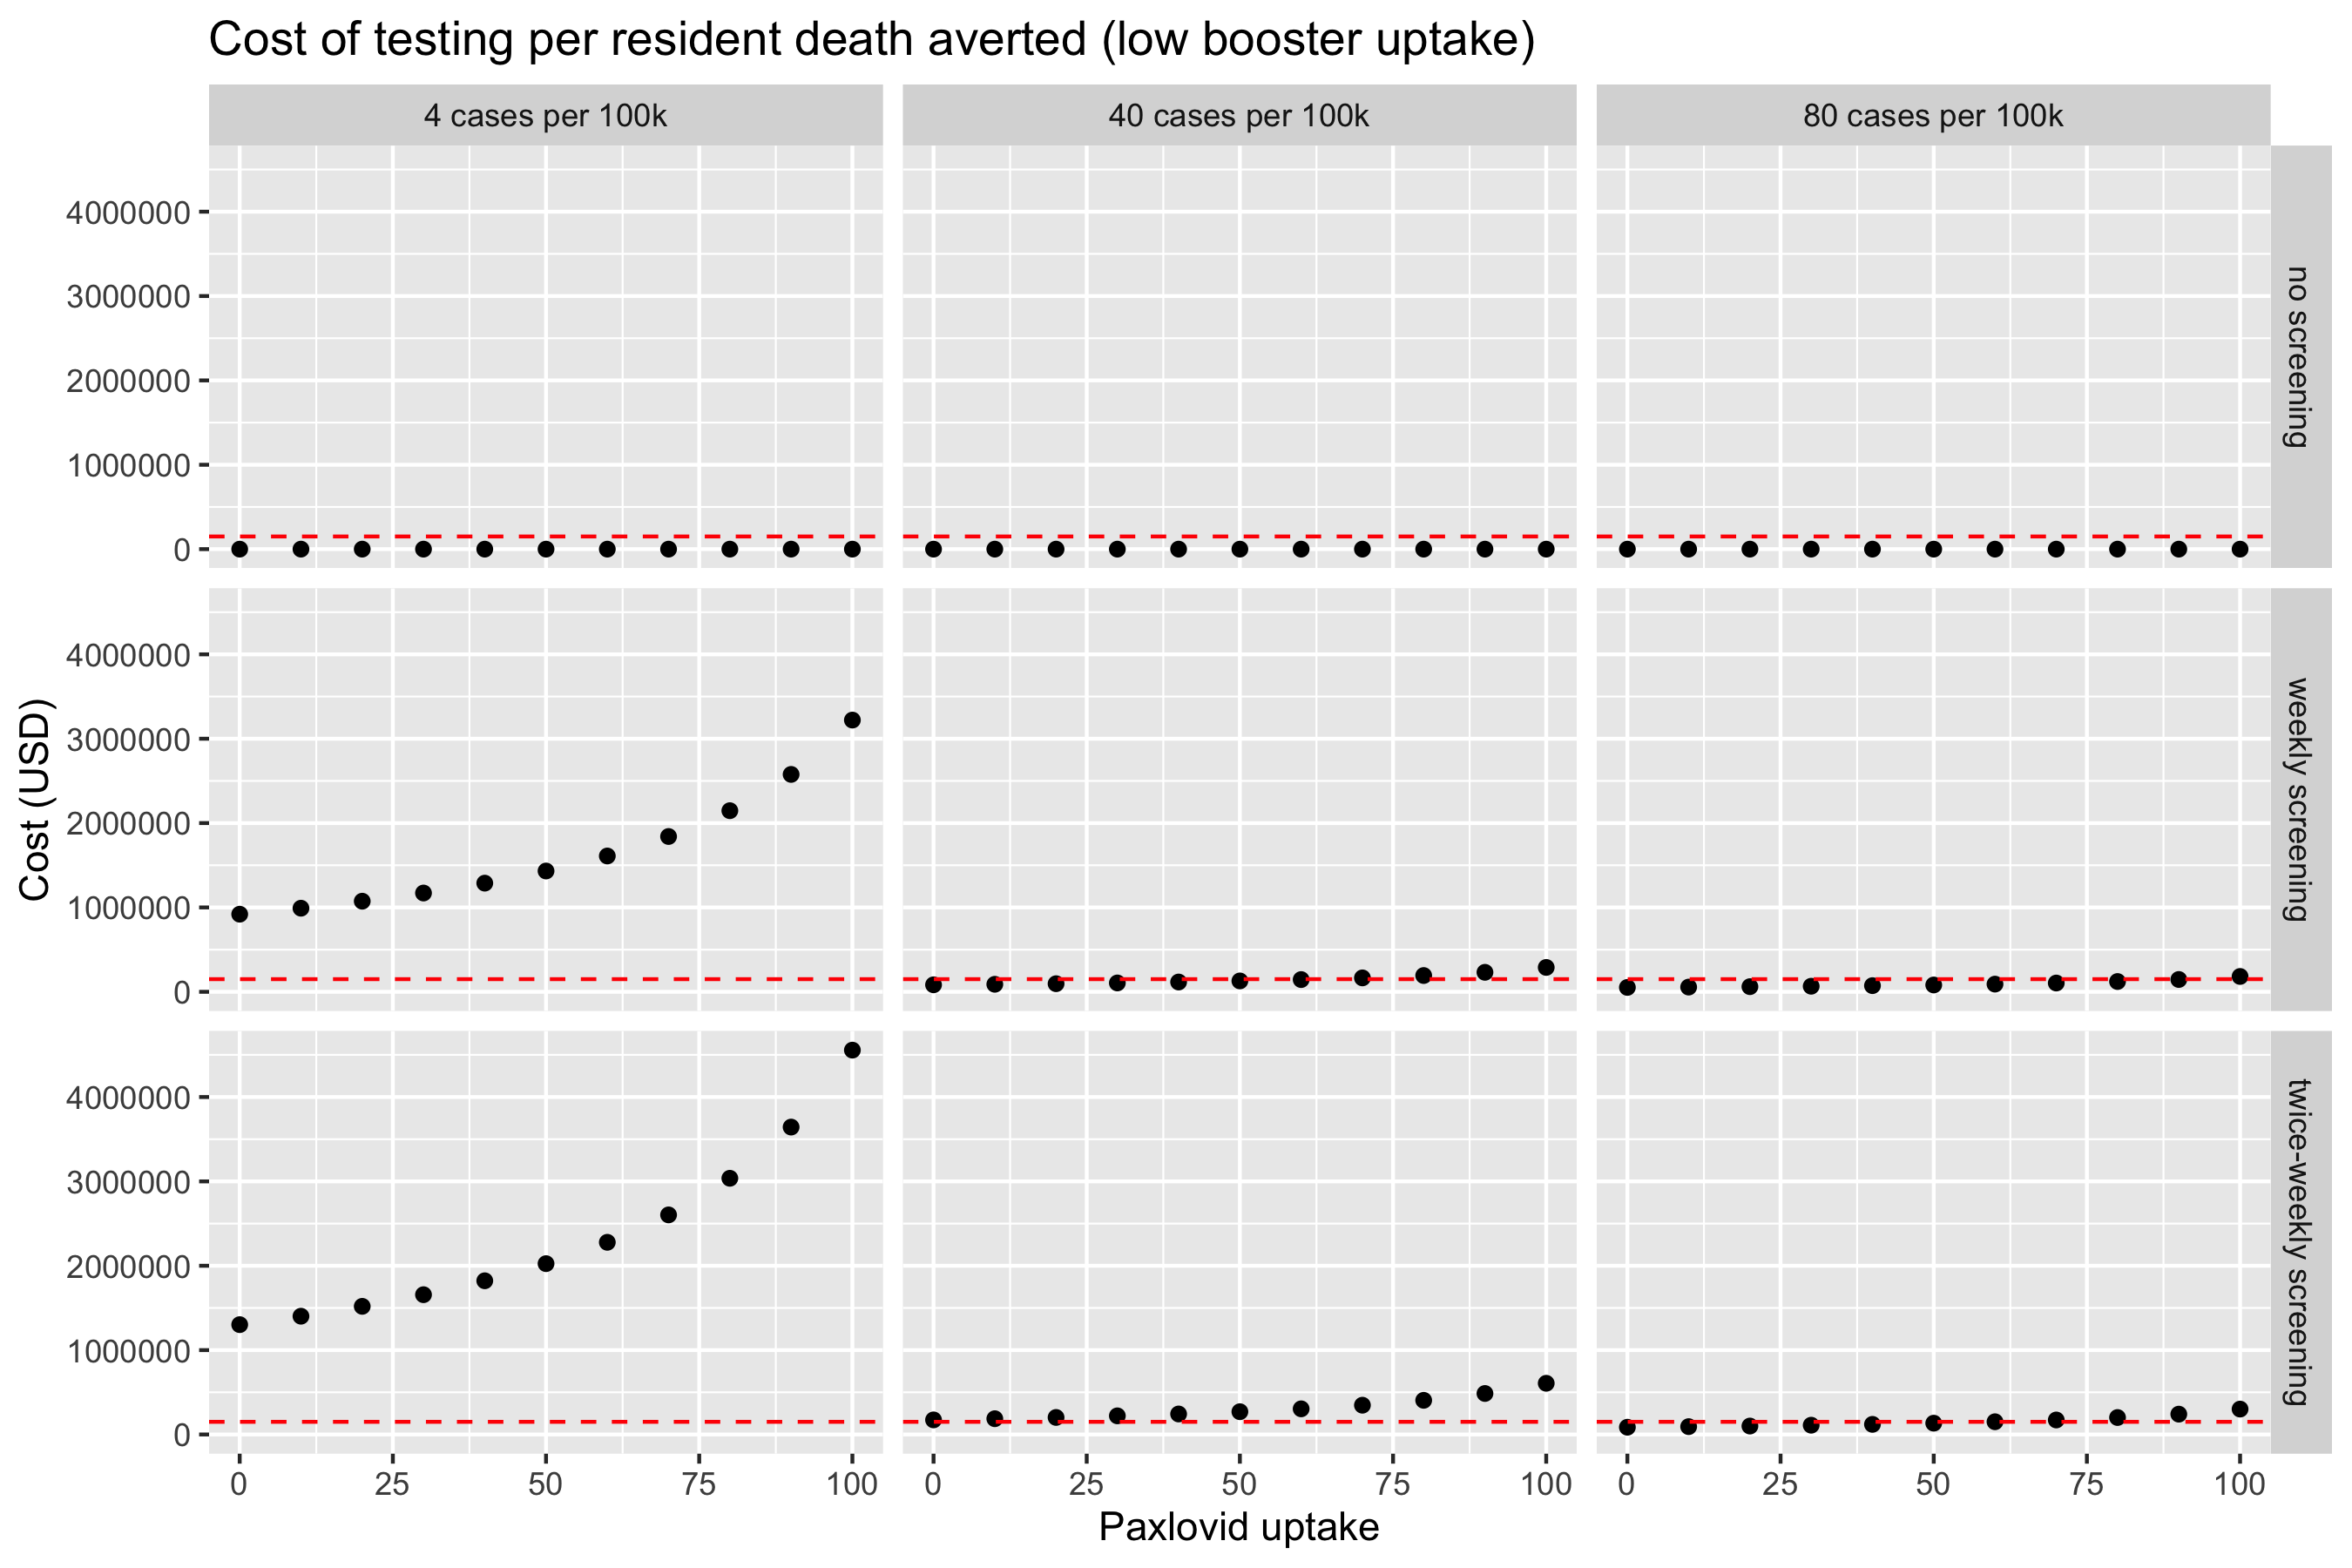 Cost of testing per resident death averted (low booster uptake)
4 cases per 100k
40 cases per 100k
80 cases per 100k
4000000
3000000
2000000
1000000
0
no screening
Cost (USD)
4000000
3000000
2000000
1000000
0
weekly screening
4000000
3000000
2000000
1000000
0
twice-weekly screening
0 25 50 75 100
0 25 50 75 100
0 25 50 75 100
Paxlovid uptake